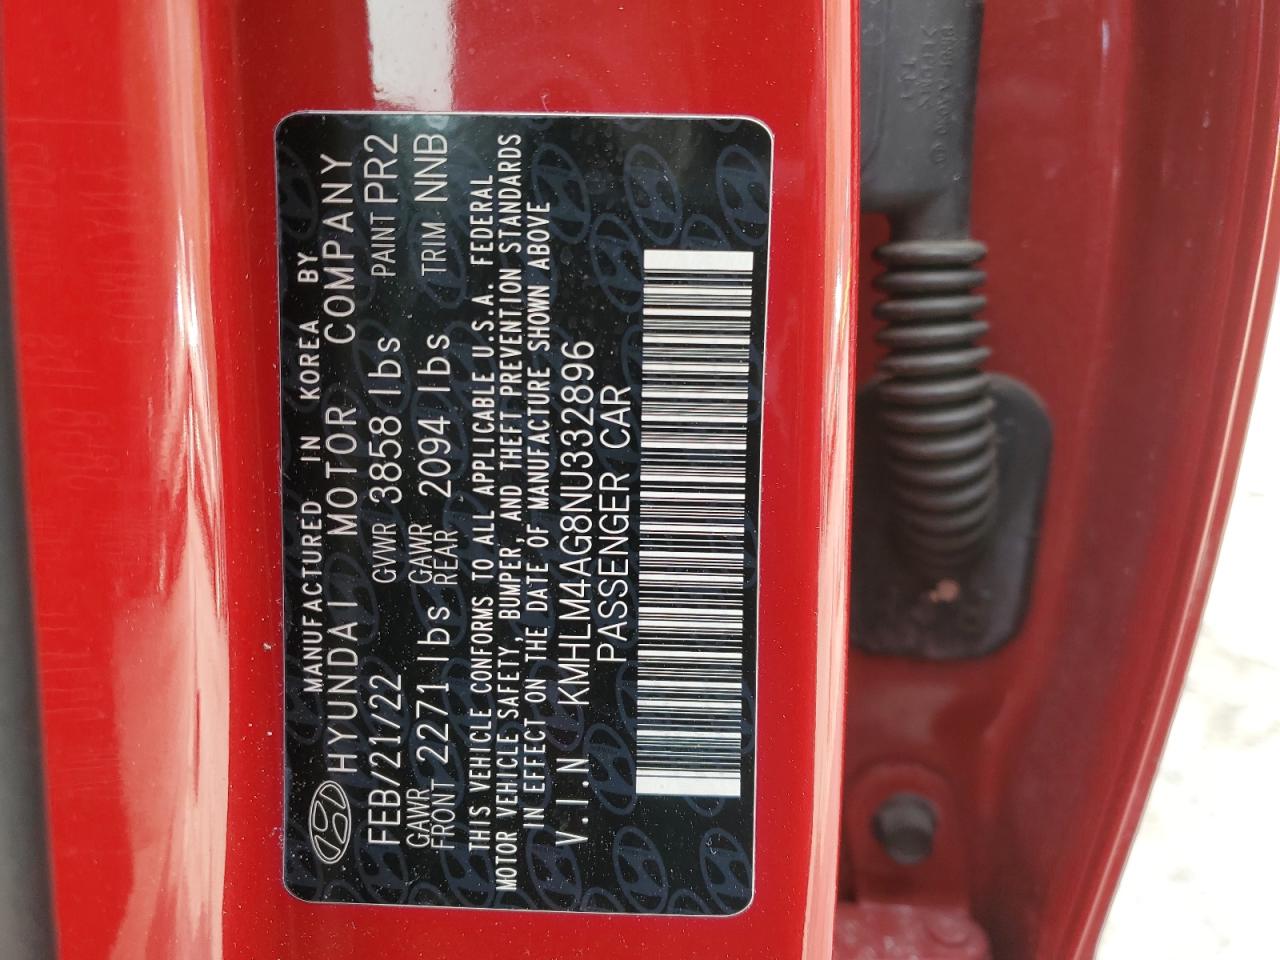 MANUFACTURED IN KOREA BY
HYUNDAI MOTOR COMPANY
FEB/21/22 GVWR 3858 lbs PAINT PR2
GAWR FRONT 2271 lbs GAWR REAR 2094 lbs TRIM NNB
THIS VEHICLE CONFORMS TO ALL APPLICABLE U.S.A. FEDERAL
MOTOR VEHICLE SAFETY, BUMPER, AND THEFT PREVENTION STANDARDS
IN EFFECT ON THE DATE OF MANUFACTURE SHOWN ABOVE
V.I.N KMHLM4AG8NU332896
PASSENGER CAR